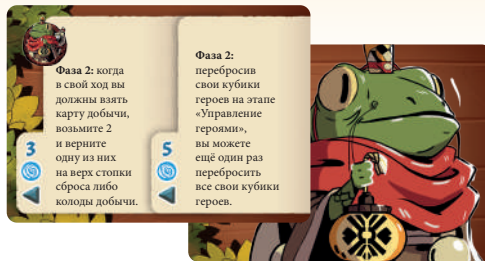 Фаза 2: когда
в свой ход вы
должны взять
карту добычи,
возьмите 2
и верните
одну из них
на верх стопки
сброса либо
колоды добычи.
3
Фаза 2:
перебросив
свои кубики
героев на этапе
«Управление
героями»,
вы можете
ещё один раз
перебросить
все свои кубики
героев.
5